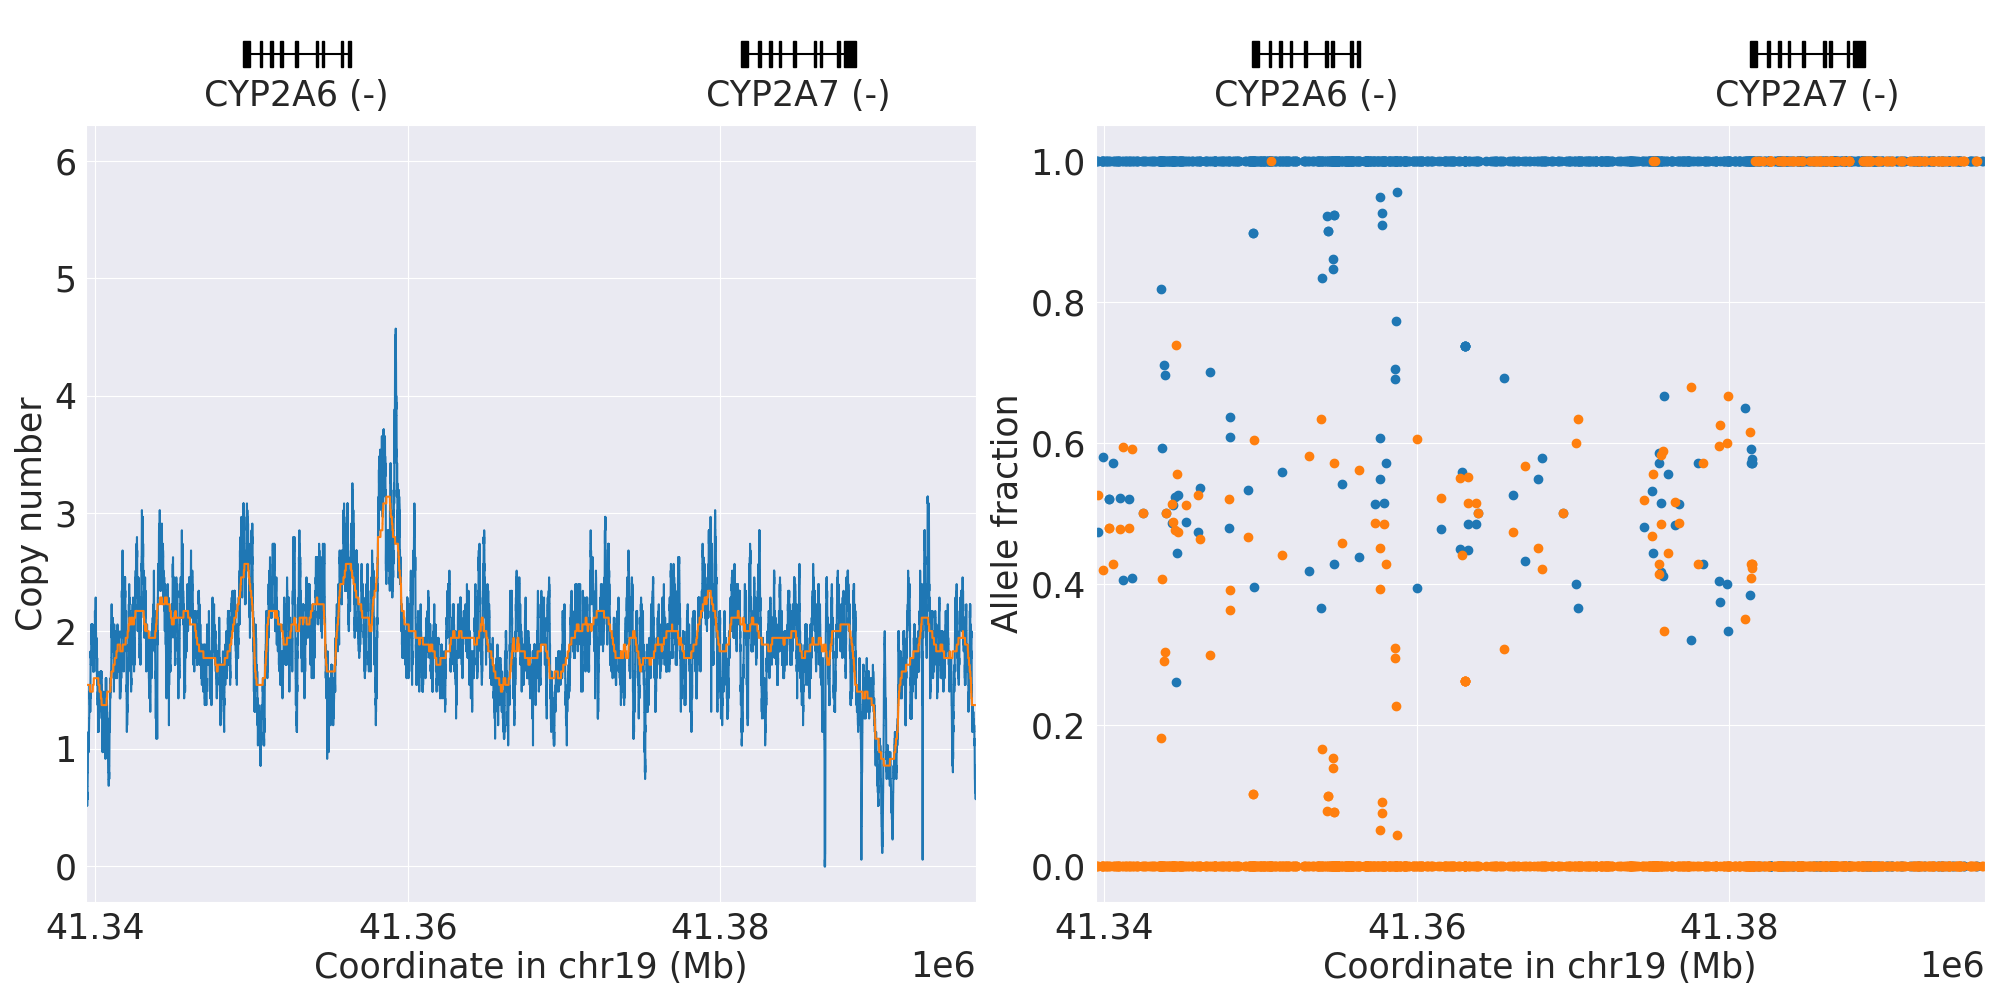 CYP2A6 (-)
CYP2A7 (-)
6
5
4
3
2
1
0
Copy number
41.34
41.36
41.38
Coordinate in chr19 (Mb)
1e6
CYP2A6 (-)
CYP2A7 (-)
1.0
0.8
0.6
0.4
0.2
0.0
Allele fraction
41.34
41.36
41.38
Coordinate in chr19 (Mb)
1e6